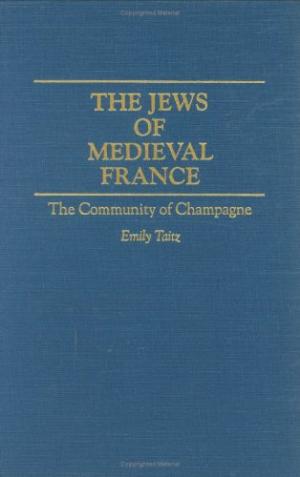 THE JEWS
OF
MEDIEVAL
FRANCE
The Community of Champagne
Emily Taitz